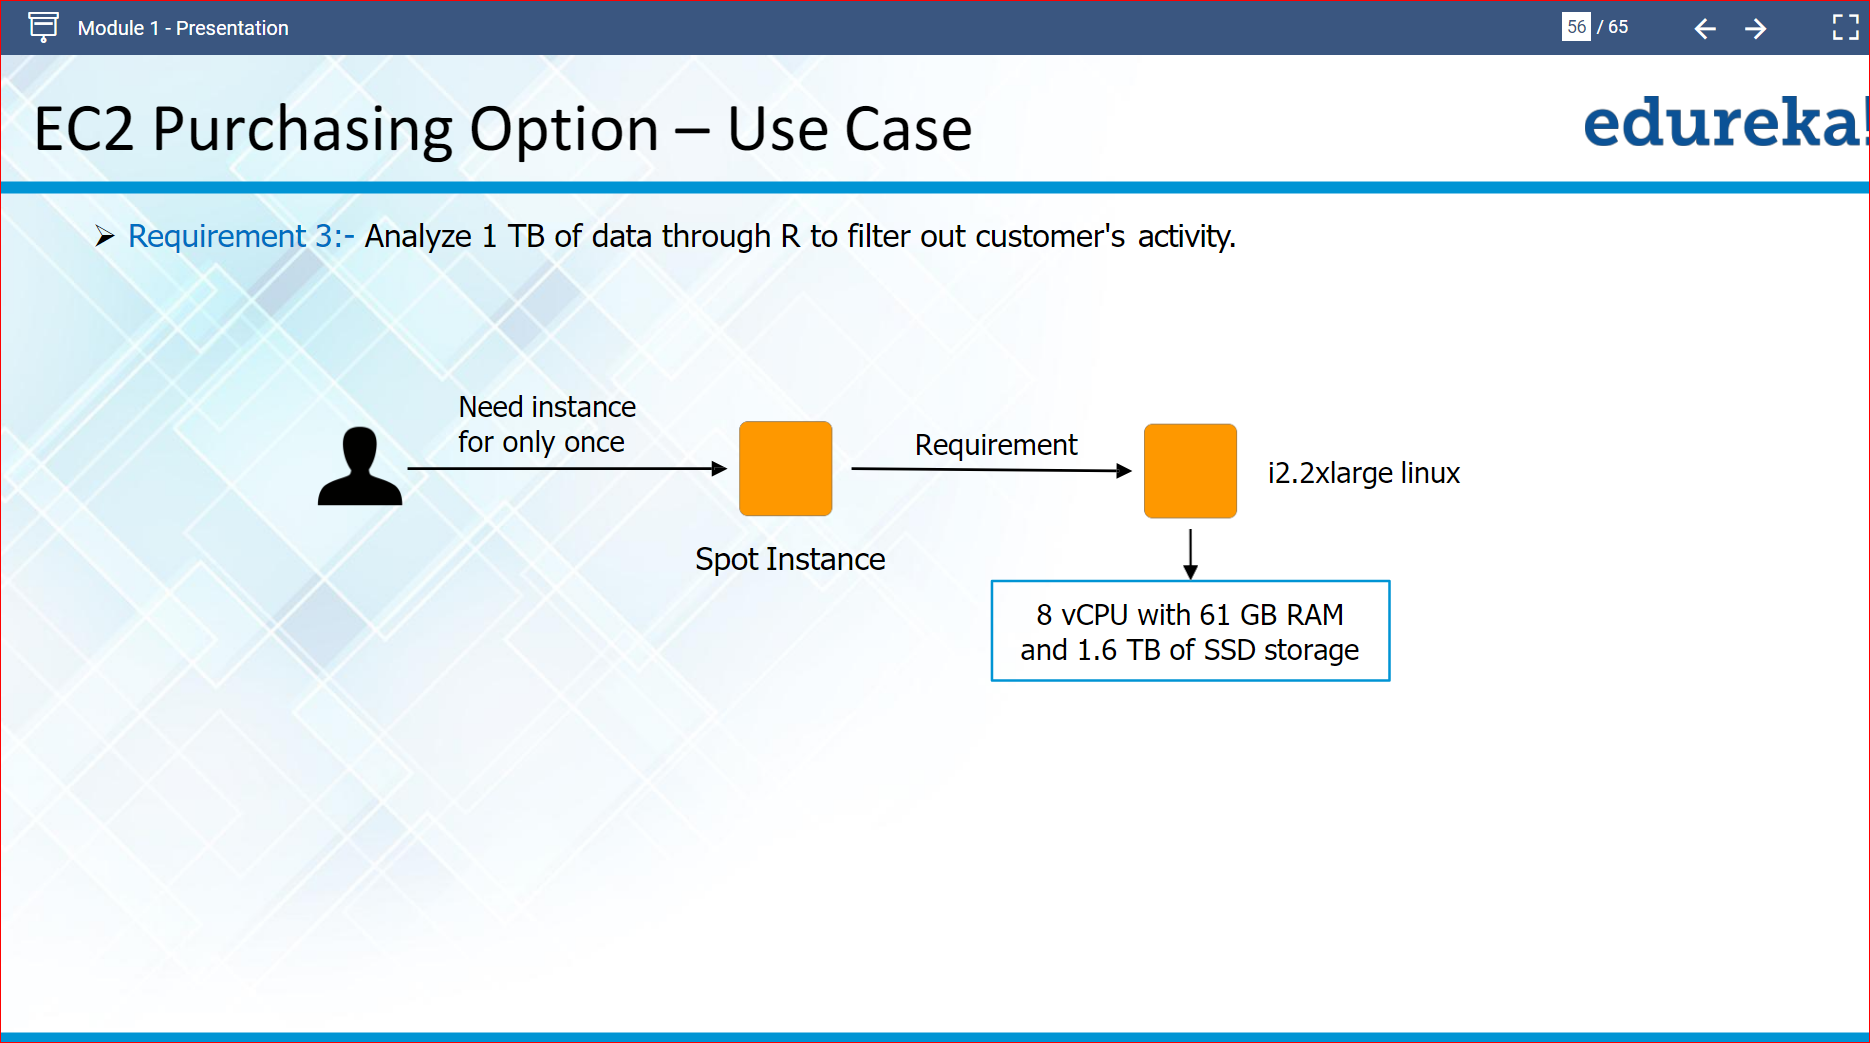 Module 1 - Presentation
56 / 65
EC2 Purchasing Option – Use Case
edureka!
➢ Requirement 3:- Analyze 1 TB of data through R to filter out customer's activity.
Need instance
for only once
Requirement
i2.2xlarge linux
Spot Instance
8 vCPU with 61 GB RAM
and 1.6 TB of SSD storage